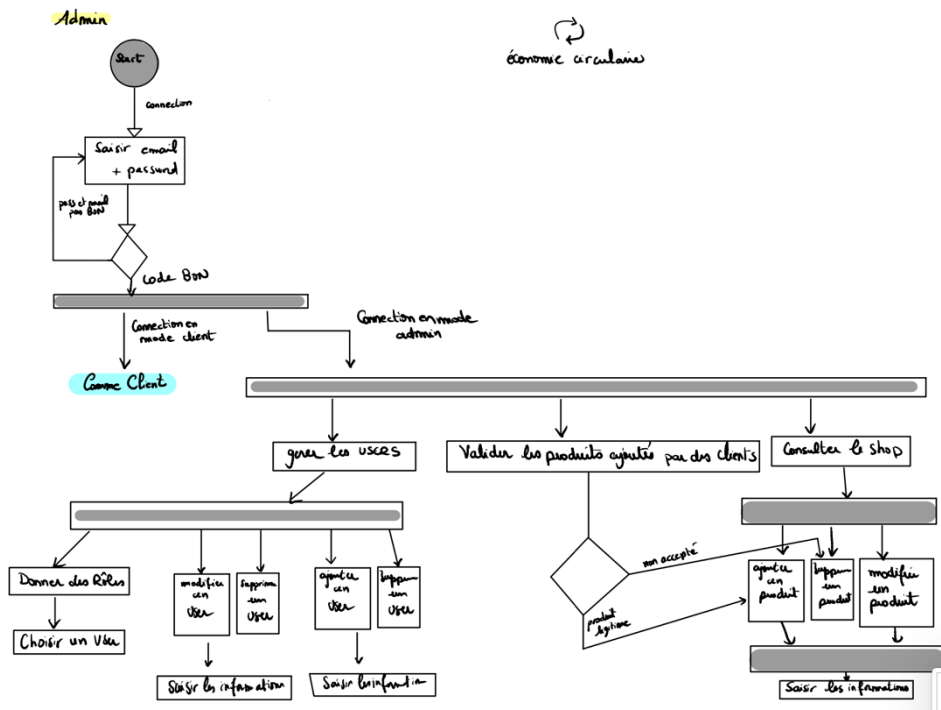 Admin
économie circulaire
Start
connection
Saisir email
+ password
pass et mail
pas BON
code BON
Connection en
mode client
Connection en mode
admin
Comme Client
gerer les users
Valider les produits ajoutés par des clients
Consulter le shop
non accepté
produit
légitime
Donner des Rôles
modifier
un
user
supprimer
un
user
ajouter
un
user
supprim
un
user
ajouter
un
produit
supprim
un
produit
modifier
un
produit
Choisir un User
Saisir les informations
Saisir les information
Saisir les informations